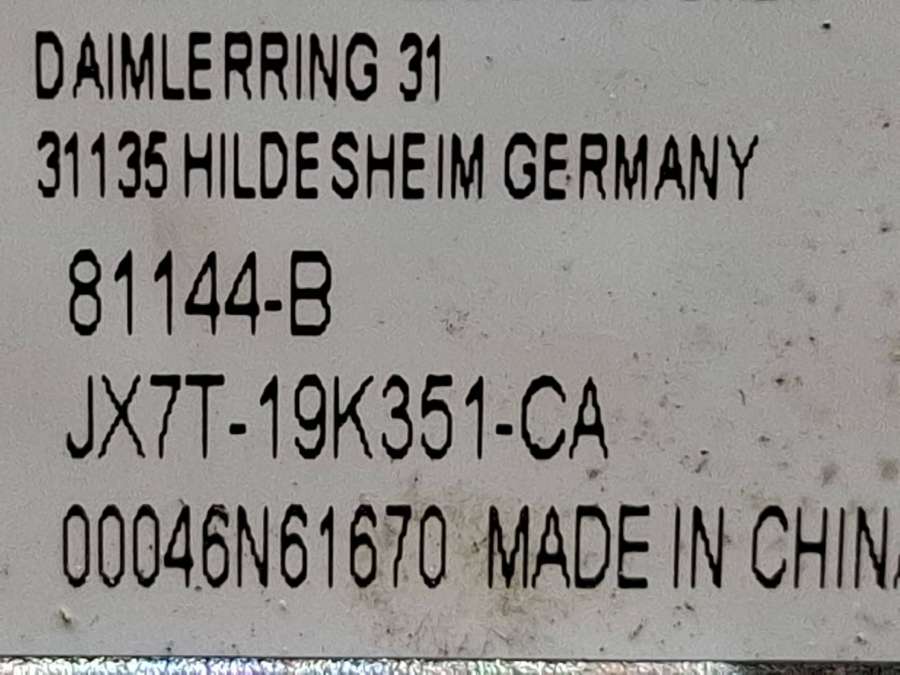 DAIMLERRING 31
31135 HILDESHEIM GERMANY
81144-B
JX7T-19K351-CA
00046N61670 MADE IN CHINA